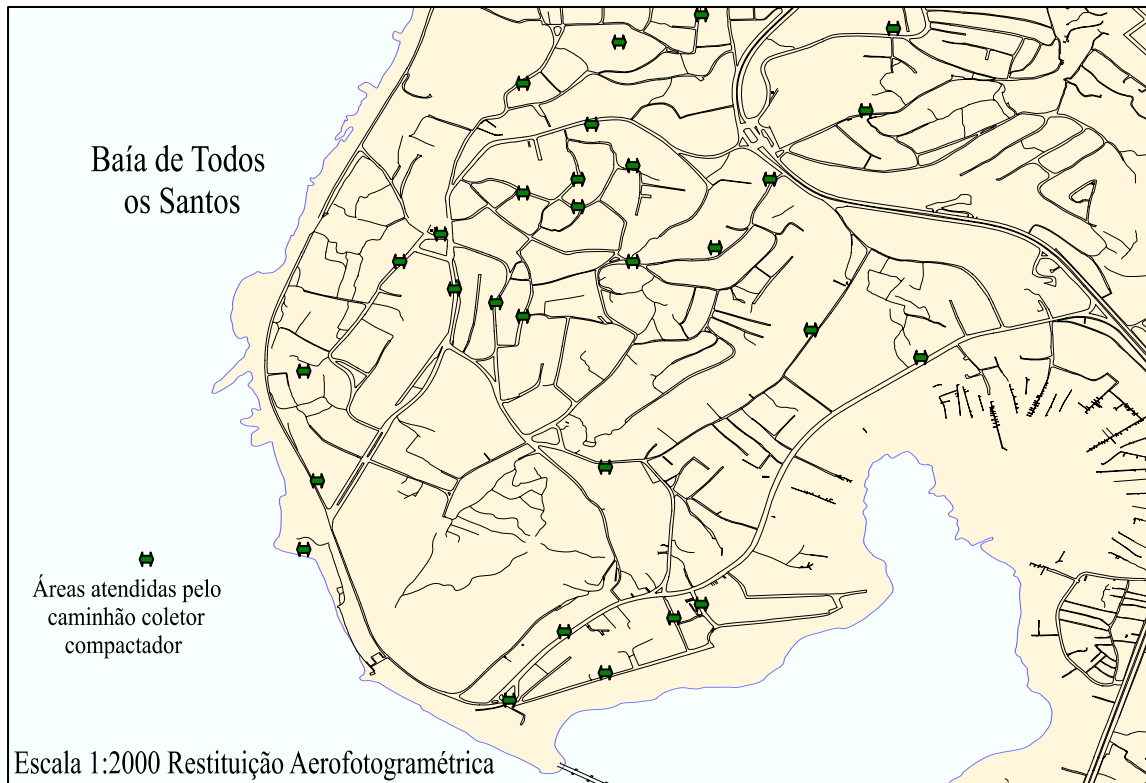 Baía de Todos
os Santos
Áreas atendidas pelo
caminhão coletor
compactador
Escala 1:2000 Restituição Aerofotogramétrica